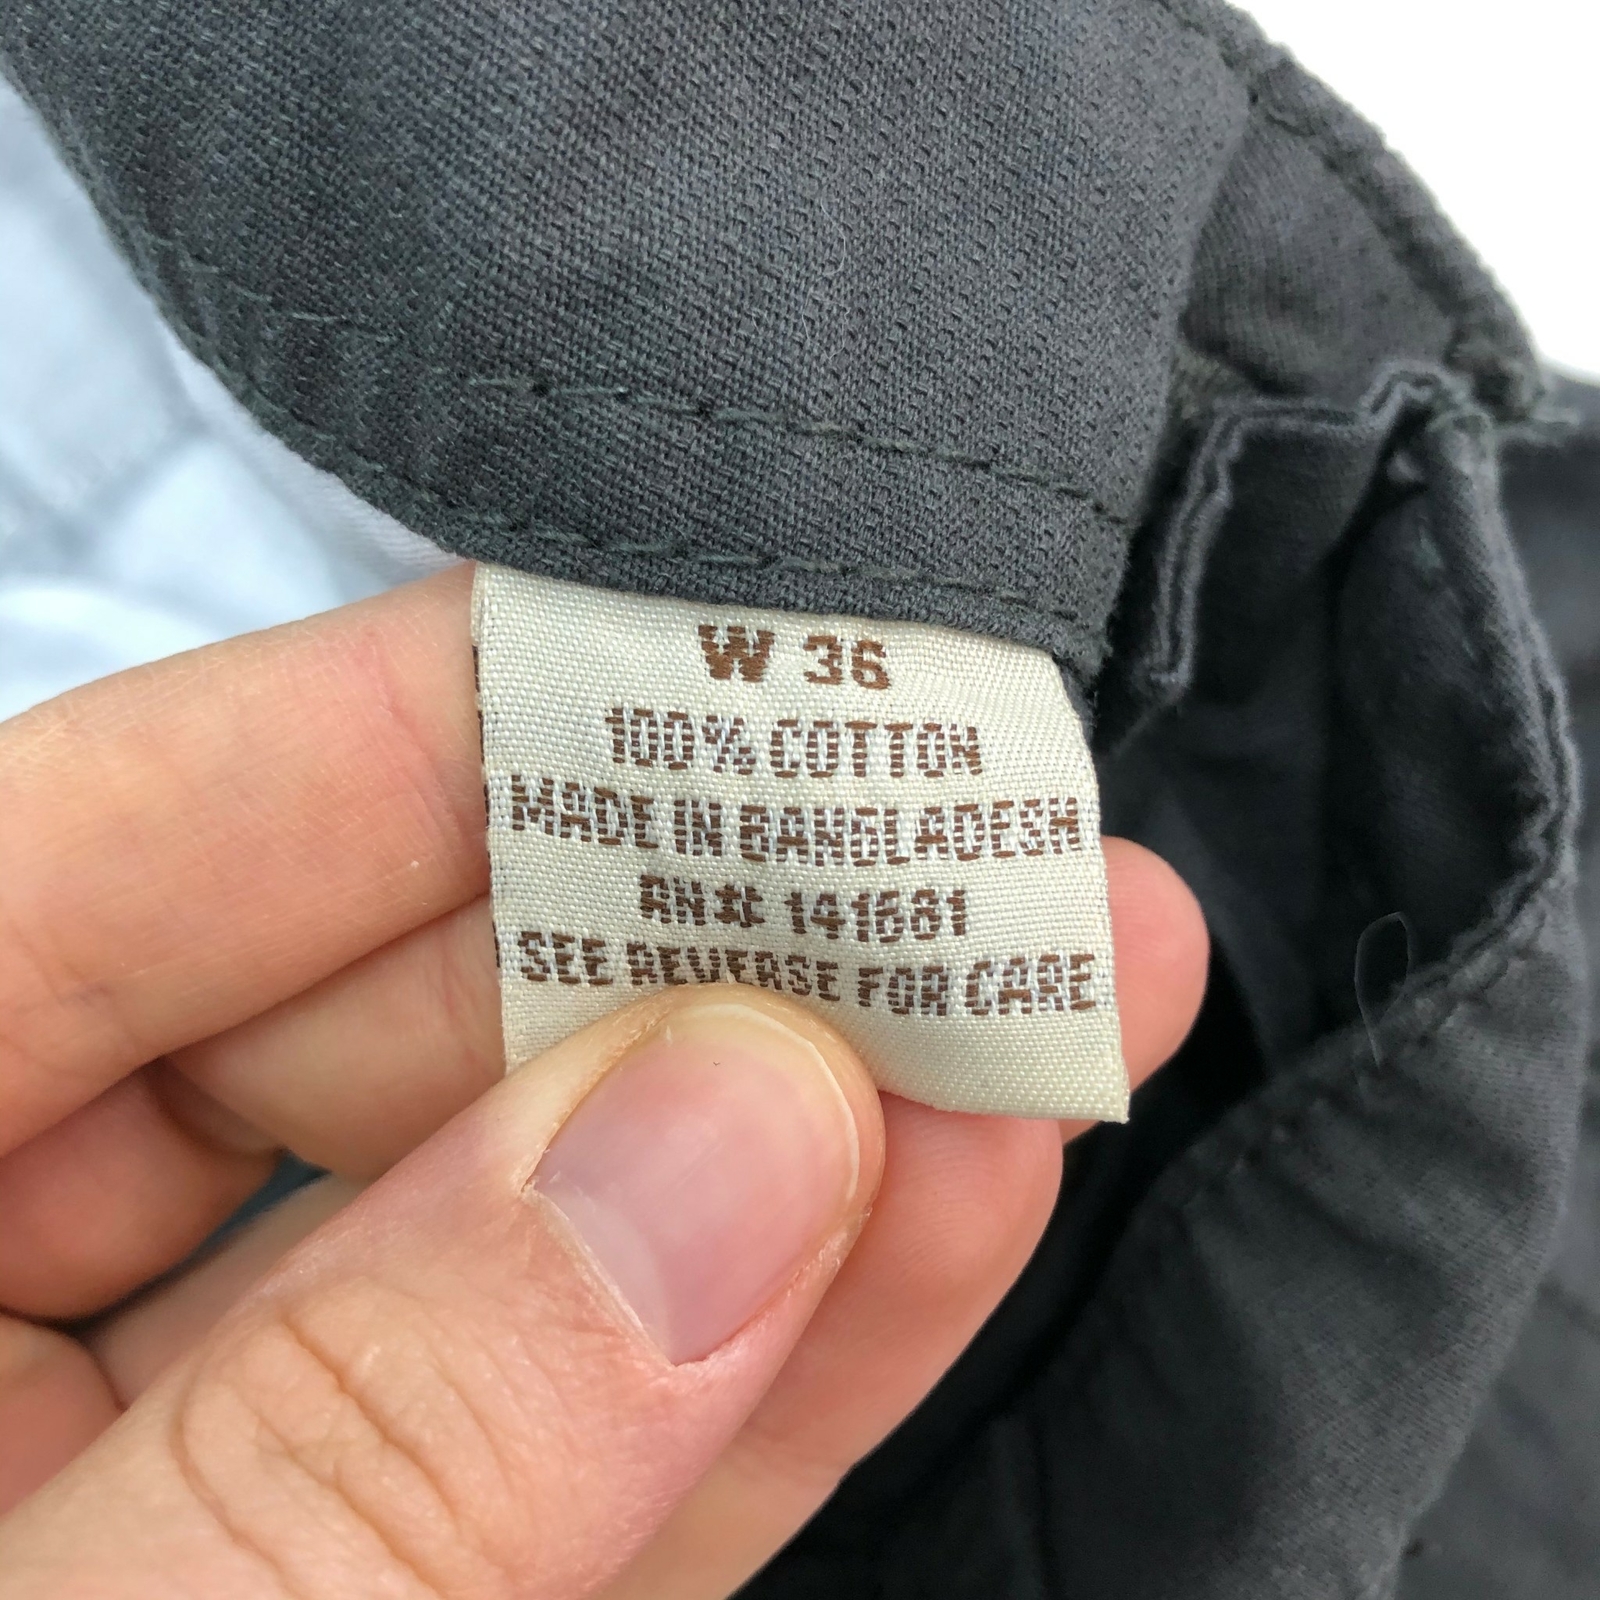 W 36
100% COTTON
MADE IN BANGLADESH
RN# 141681
SEE REVERSE FOR CARE